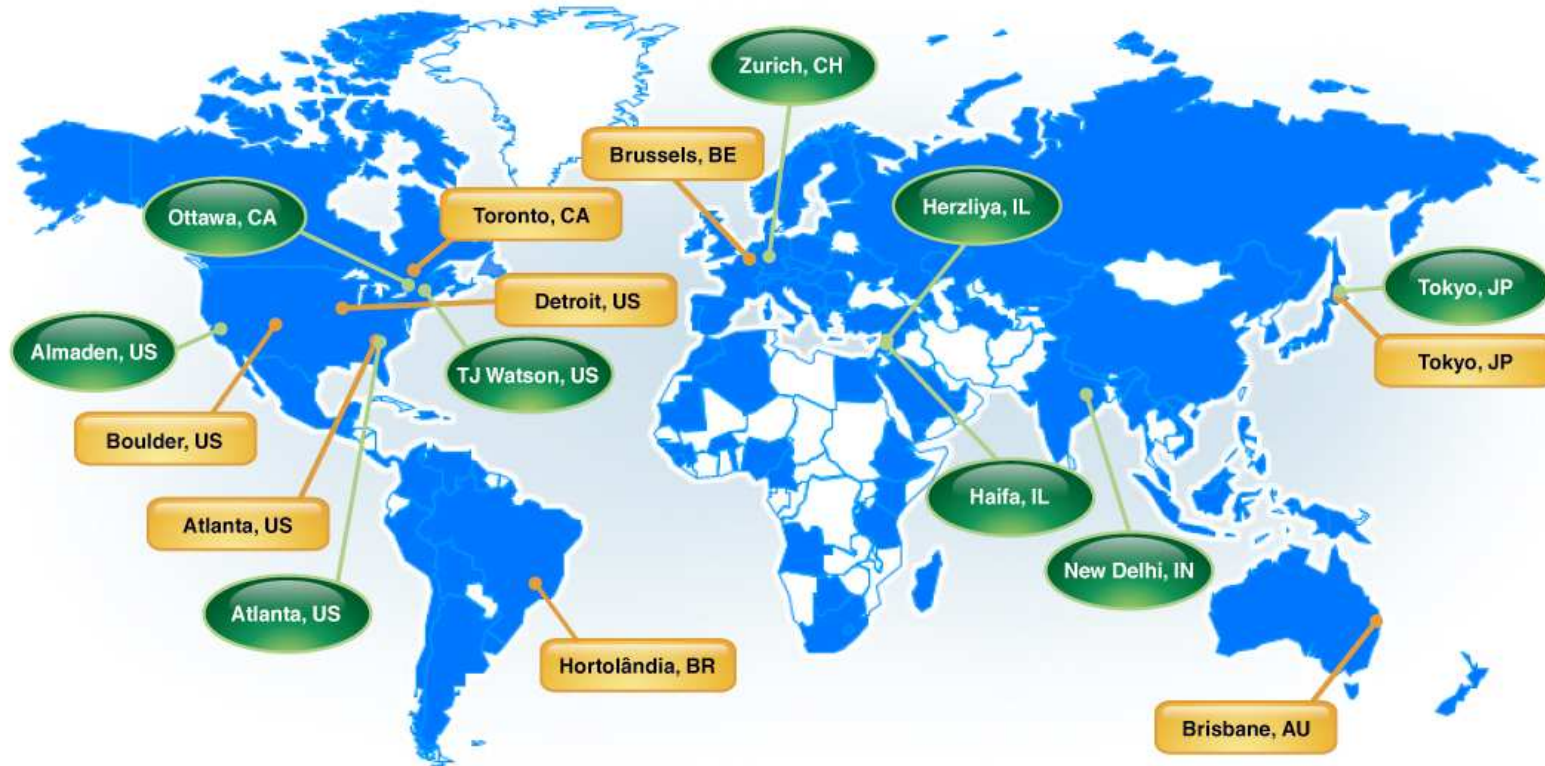 Zurich, CH
Brussels, BE
Ottawa, CA
Toronto, CA
Herzliya, IL
Tokyo, JP
Detroit, US
Almaden, US
TJ Watson, US
Tokyo, JP
Boulder, US
Haifa, IL
Atlanta, US
New Delhi, IN
Atlanta, US
Hortolândia, BR
Brisbane, AU